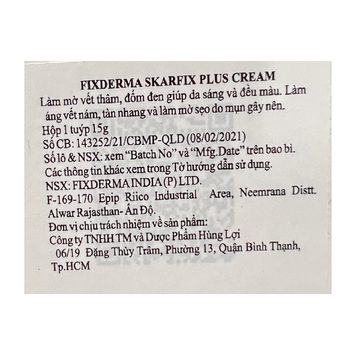 FIXDERMA SKARFIX PLUS CREAM
Làm mờ vết thâm, đốm đen giúp da sáng và đều màu. Làm
áng vết nám, tàn nhang và làm mờ sẹo do mụn gây nên.
Hộp 1 tuýp 15g
Số CB: 143252/21/CBMP-QLD (08/02/2021)
Số lô & NSX: xem "Batch No" và "Mfg.Date" trên bao bì.
Các thông tin khác xem trong Tờ hướng dẫn sử dụng.
NSX: FIXDERMA INDIA (P) LTD.
F-169-170 Epip Riico Industrial Area, Neemrana Distt.
Alwar Rajasthan- Ấn Độ.
Đơn vị chịu trách nhiệm về sản phẩm:
Công ty TNHH TM và Dược Phẩm Hùng Lợi
06/19 Đặng Thùy Trâm, Phường 13, Quận Bình Thạnh,
Tp.HCM